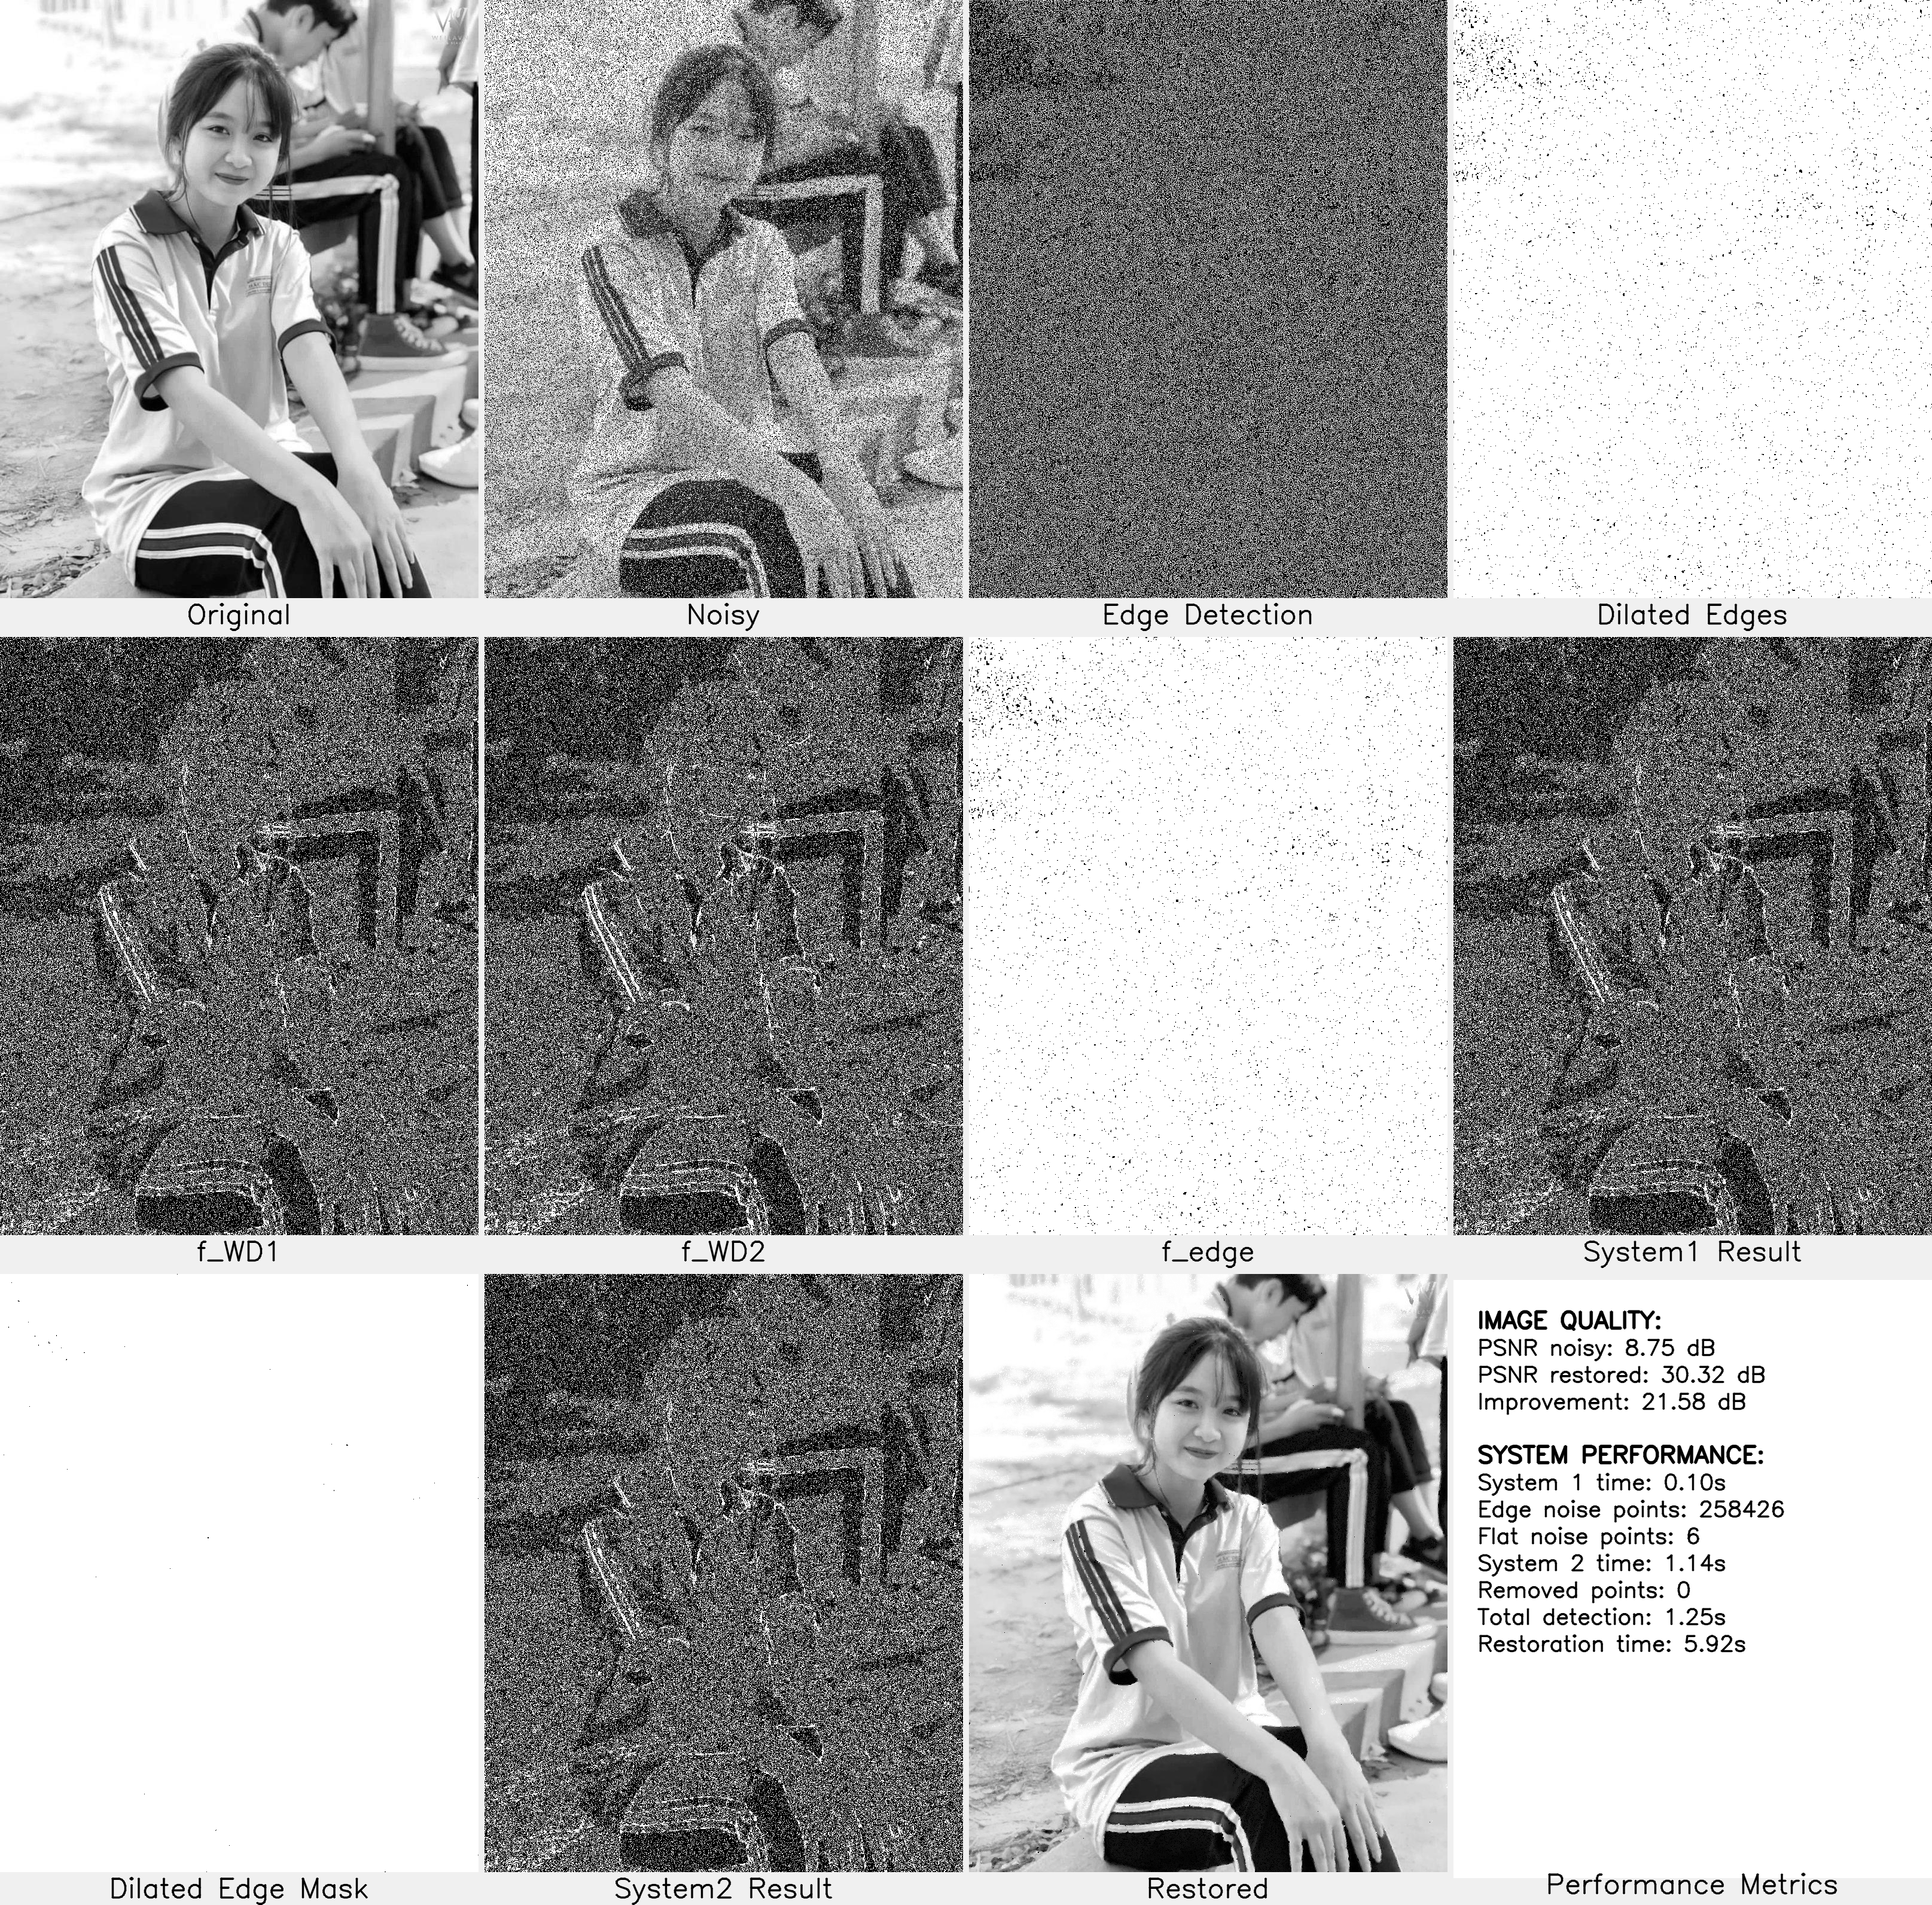 Original
Noisy
Edge Detection
Dilated Edges
f_WD1
f_WD2
f_edge
System1 Result
Dilated Edge Mask
System2 Result
Restored
IMAGE QUALITY:
PSNR noisy: 8.75 dB
PSNR restored: 30.32 dB
Improvement: 21.58 dB
SYSTEM PERFORMANCE:
System 1 time: 0.10s
Edge noise points: 258426
Flat noise points: 6
System 2 time: 1.14s
Removed points: 0
Total detection: 1.25s
Restoration time: 5.92s
Performance Metrics